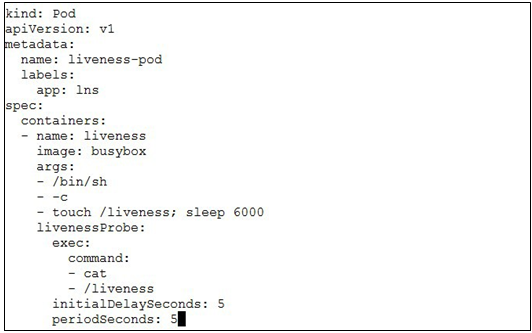 kind: Pod
apiVersion: v1
metadata:
  name: liveness-pod
  labels:
    app: lns
spec:
  containers:
  - name: liveness
    image: busybox
    args:
    - /bin/sh
    - -c
    - touch /liveness; sleep 6000
    livenessProbe:
      exec:
        command:
        - cat
        - /liveness
      initialDelaySeconds: 5
      periodSeconds: 5